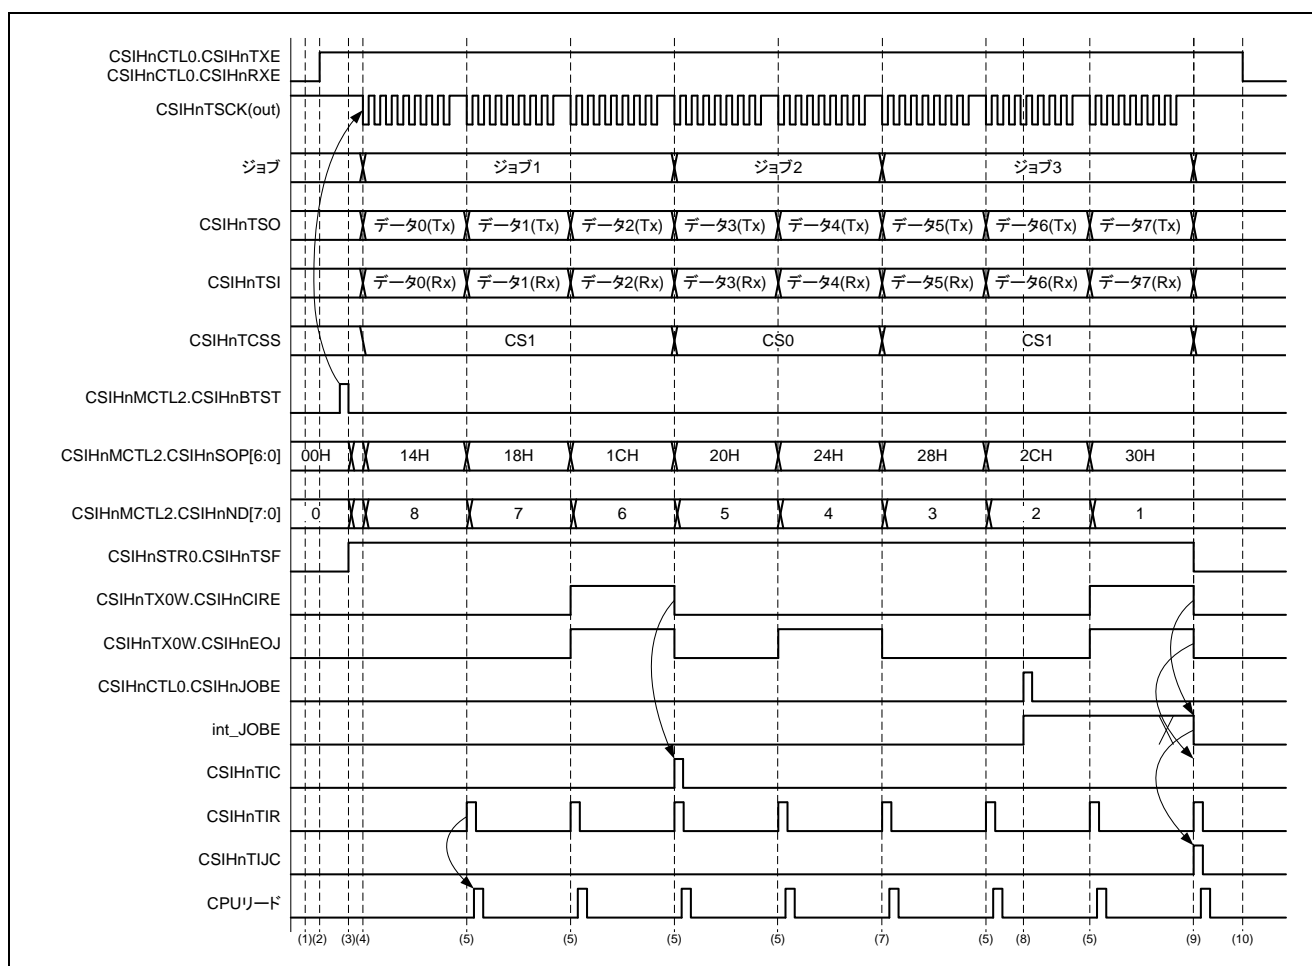 CSIHnCTL0.CSIHnTXE
CSIHnCTL0.CSIHnRXE
CSIHnTSCK(out)
ジョブ ジョブ1 ジョブ2 ジョブ3
CSIHnTSO データ0(Tx) データ1(Tx) データ2(Tx) データ3(Tx) データ4(Tx) データ5(Tx) データ6(Tx) データ7(Tx)
CSIHnTSI データ0(Rx) データ1(Rx) データ2(Rx) データ3(Rx) データ4(Rx) データ5(Rx) データ6(Rx) データ7(Rx)
CSIHnTCSS CS1 CS0 CS1
CSIHnMCTL2.CSIHnBTST
CSIHnMCTL2.CSIHnSOP[6:0] 00H 14H 18H 1CH 20H 24H 28H 2CH 30H
CSIHnMCTL2.CSIHnND[7:0] 0 8 7 6 5 4 3 2 1
CSIHnSTR0.CSIHnTSF
CSIHnTX0W.CSIHnCIRE
CSIHnTX0W.CSIHnEOJ
CSIHnCTL0.CSIHnJOBE
int_JOBE
CSIHnTIC
CSIHnTIR
CSIHnTIJC
CPUリード
(1)(2) (3)(4) (5) (5) (5) (5) (7) (5) (8) (5) (9) (10)